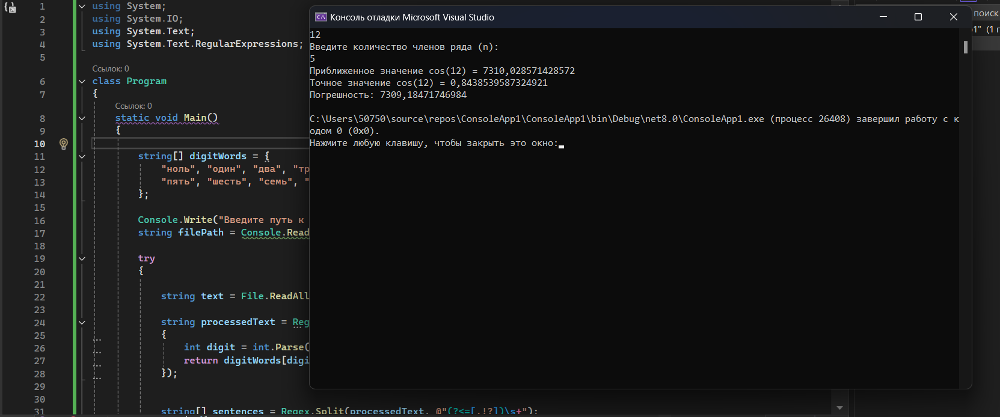 1 using System;
2 using System.IO;
3 using System.Text;
4 using System.Text.RegularExpressions;
5
Ссылок: 0
6 class Program
7 {
Ссылок: 0
8 static void Main()
9 {
10
11 string[] digitWords = {
12 "ноль", "один", "два", "тр
13 "пять", "шесть", "семь", "
14 };
15
16 Console.Write("Введите путь к
17 string filePath = Console.Read
18
19 try
20 {
21
22 string text = File.ReadAll
23
24 string processedText = Reg
25 {
26 int digit = int.Parse(
27 return digitWords[digi
28 });
29
30
31 string[] sentences = Regex.Split(processedText, @"(?<=[.!?])\s+");
Консоль отладки Microsoft Visual Studio
12
Введите количество членов ряда (n):
5
Приближенное значение cos(12) = 7310,028571428572
Точное значение cos(12) = 0,8438539587324921
Погрешность: 7309,18471746984
C:\Users\50750\source\repos\ConsoleApp1\ConsoleApp1\bin\Debug\net8.0\ConsoleApp1.exe (процесс 26408) завершил работу с к
одом 0 (0x0).
Нажмите любую клавишу, чтобы закрыть это окно:
поиск
1" (1 п